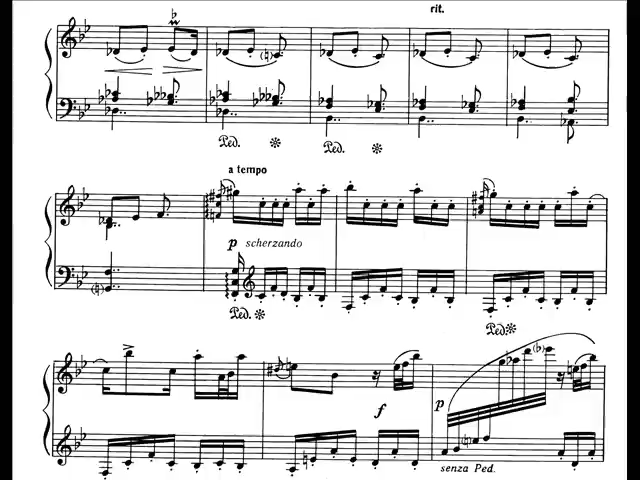 rit.
Ped. Ped.
a tempo
p scherzando
Ped. Ped.
f p
senza Ped.